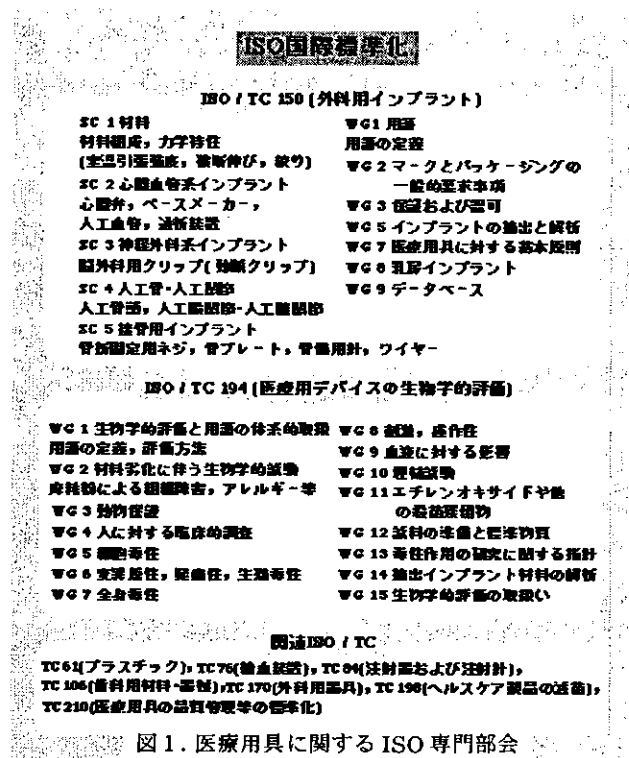 ISO国際標準化
ISO / TC 150 (外科用インプラント)
SC 1 材料
材料組成，力学特性
(室温引張強度，破断伸び，絞り)
SC 2 心臓血管系インプラント
心臓弁，ペースメーカー，
人工血管，遮断装置
SC 3 神経外科系インプラント
脳外科用クリップ(動脈クリップ)
SC 4 人工骨・人工関節
人工骨頭，人工股関節・人工膝関節
SC 5 接骨用インプラント
骨折固定用ネジ，骨プレート，骨髄用針，ワイヤー
WG1 用語
用語の定義
WG 2 マークとパッケージングの
一般的要求事項
WG 3 および認可
WG 5 インプラントの抽出と解析
WG 7 医療用具に対する基本原則
WG 8 乳房インプラント
WG 9 データベース
ISO / TC 194 (医療用デバイスの生物学的評価)
WG 1 生物学的評価と用語の体系的取扱
用語の定義，評価方法
WG 2 材料劣化に伴う生物学的試験
摩耗粉による組織障害，アレルギー等
WG 3 動物保護
WG 4 人に対する臨床的調査
WG 5 細胞毒性
WG 6 変異原性，発癌性，生殖毒性
WG 7 全身毒性
WG 8 刺激，感作性
WG 9 血液に対する影響
WG 10 埋植試験
WG 11 エチレンオキサイドや他
の殺菌残留物
WG 12 試料の準備と標準物質
WG 13 毒性作用の研究に関する指針
WG 14 抽出インプラント材料の解析
WG 15 生物学的評価の取扱い
関連ISO / TC
TC 61(プラスチック)，TC 76(輸血装置)，TC 84(注射器および注射針)，
TC 106(歯科用材料・器械)，TC 170(外科用器具)，TC 198(ヘルスケア製品の滅菌)，
TC 210(医療用具の品質管理等の標準化)
図1．医療用具に関するISO専門部会